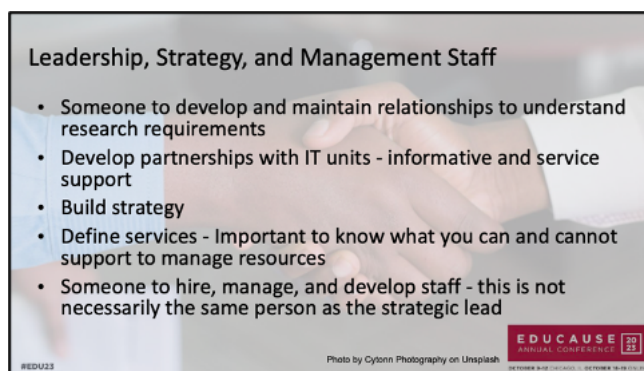 Leadership, Strategy, and Management Staff
• Someone to develop and maintain relationships to understand
research requirements
• Develop partnerships with IT units - informative and service
support
• Build strategy
• Define services - Important to know what you can and cannot
support to manage resources
• Someone to hire, manage, and develop staff - this is not
necessarily the same person as the strategic lead
EDUCAUSE 20
ANNUAL CONFERENCE 23
Photo by Cytonn Photography on Unsplash
#EDU23